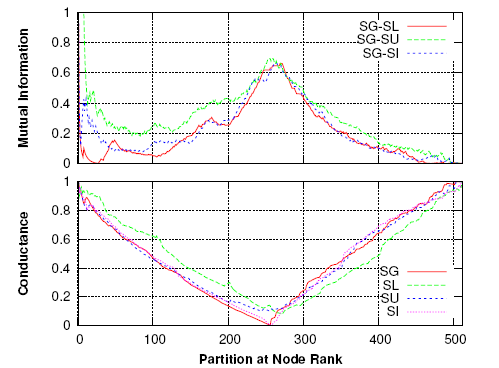 Mutual Information
1
0.8
0.6
0.4
0.2
0
SG-SL
SG-SU
SG-SI
Conductance
1
0.8
0.6
0.4
0.2
0
SG
SL
SU
SI
0 100 200 300 400 500
Partition at Node Rank